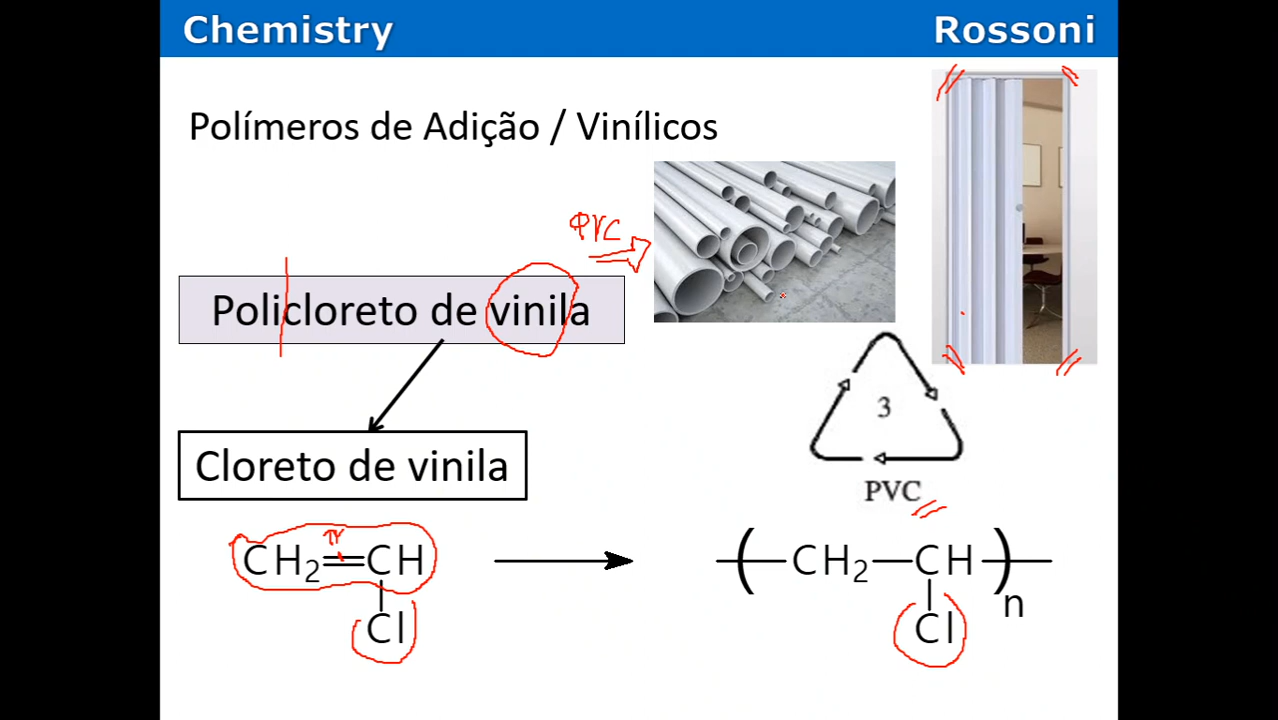 Chemistry
Rossoni
Polímeros de Adição / Vinílicos
PVC
Policloreto de vinila
3
PVC
Cloreto de vinila
CH2=CH
Cl
CH2—CH
n
Cl
π